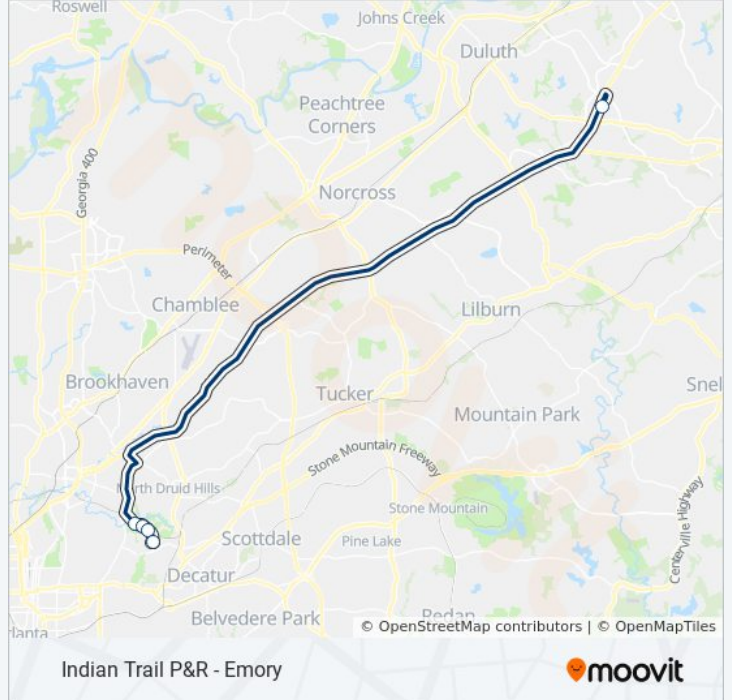 Roswell
Johns Creek
Duluth
Peachtree
Corners
Georgia 400
Norcross
Perimeter
Chamblee
Lilburn
Brookhaven
Tucker
Snel
Mountain Park
Stone Mountain Freeway
rth Druid Hills
Stone Mountain
Centerville Highway
Scottdale
Pine Lake
Decatur
Belvedere Park
Redan
lanta
© OpenStreetMap contributors | © OpenMapTiles
Indian Trail P&R - Emory
moovit